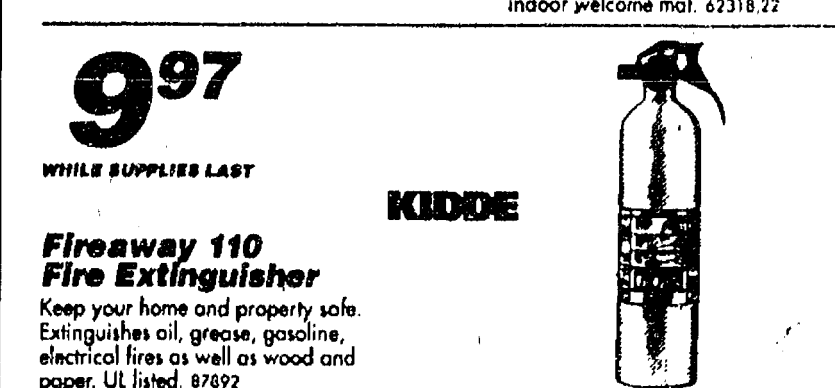 Indoor welcome mat. 62318,22
997
WHILE SUPPLIES LAST
KIDDE
Fireaway 110
Fire Extinguisher
Keep your home and property safe.
Extinguishes oil, grease, gasoline,
electrical fires as well as wood and
paper. UL listed. 87892